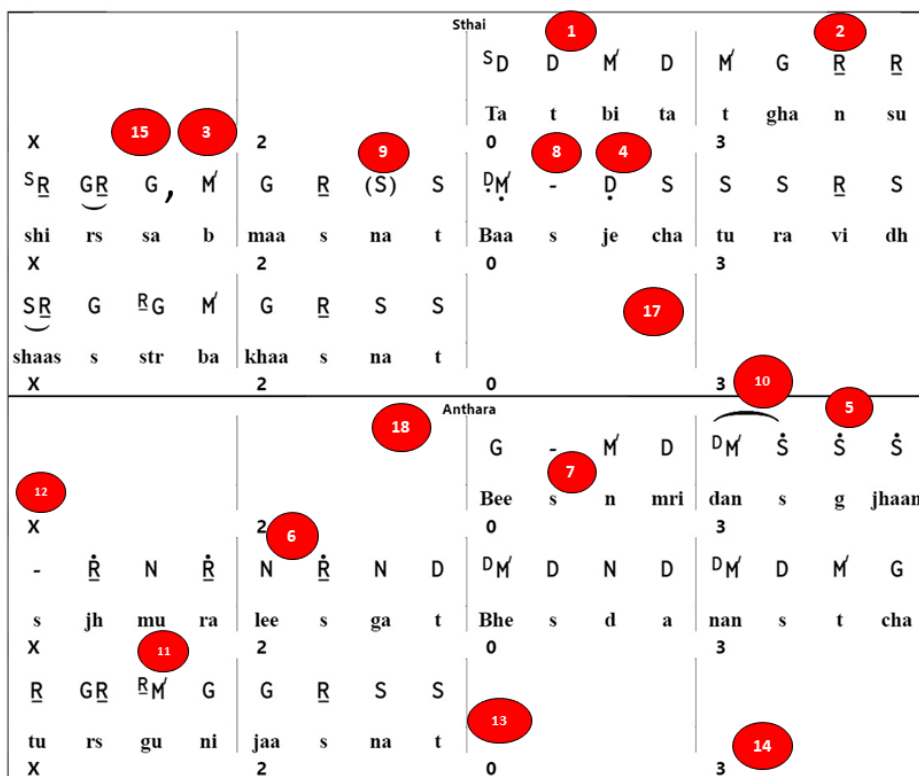 Sthai
1 2
ˢD D M̸ D M̸ G R̲ R̲
Ta t bi ta t gha n su
15 3
X 2 0 3
9 8 4
ˢR̲ GR̲ G , M̸ G R̲ (S) S ᴰ̣Ṃ̸ - Ḍ S S S R̲ S
shi rs sa b maa s na t Baa s je cha tu ra vi dh
X 2 0 3
SR̲ G ᴿ̲G M̸ G R̲ S S
17
shaas s str ba khaa s na t
X 2 0 3
10
Anthara
18 5
G - M̸ D ᴰM̸ Ṡ Ṡ Ṡ
7
Bee s n mri dan s g jhaan
12
X 2 0 3
6
- Ṙ̲ N Ṙ̲ N Ṙ̲ N D ᴰM̸ D N D ᴰM̸ D M̸ G
s jh mu ra lee s ga t Bhe s d a nan s t cha
X 2 0 3
11
R̲ GR̲ ᴿ̲M̸ G G R̲ S S
13
tu rs gu ni jaa s na t
14
X 2 0 3